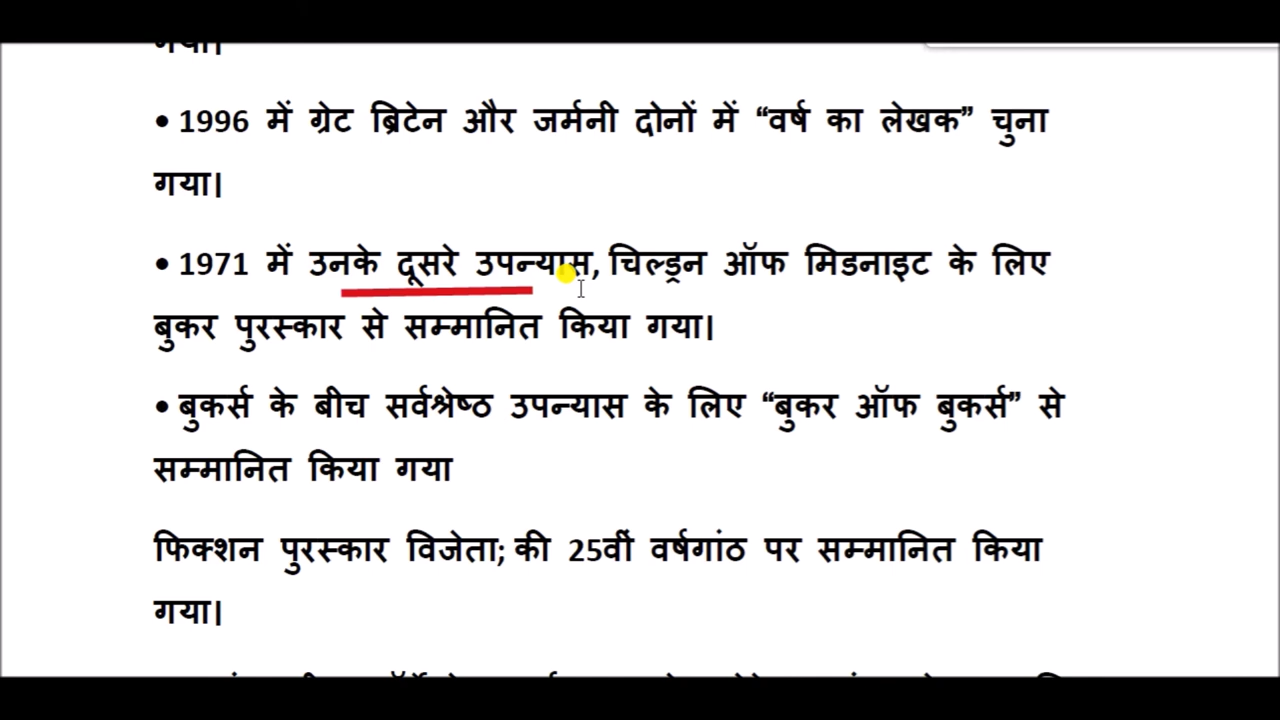 गया।
• 1996 में ग्रेट ब्रिटेन और जर्मनी दोनों में “वर्ष का लेखक” चुना
गया।
• 1971 में उनके दूसरे उपन्यास, चिल्ड्रन ऑफ मिडनाइट के लिए
बुकर पुरस्कार से सम्मानित किया गया।
• बुकर्स के बीच सर्वश्रेष्ठ उपन्यास के लिए “बुकर ऑफ बुकर्स” से
सम्मानित किया गया
फिक्शन पुरस्कार विजेता; की 25वीं वर्षगांठ पर सम्मानित किया
गया।